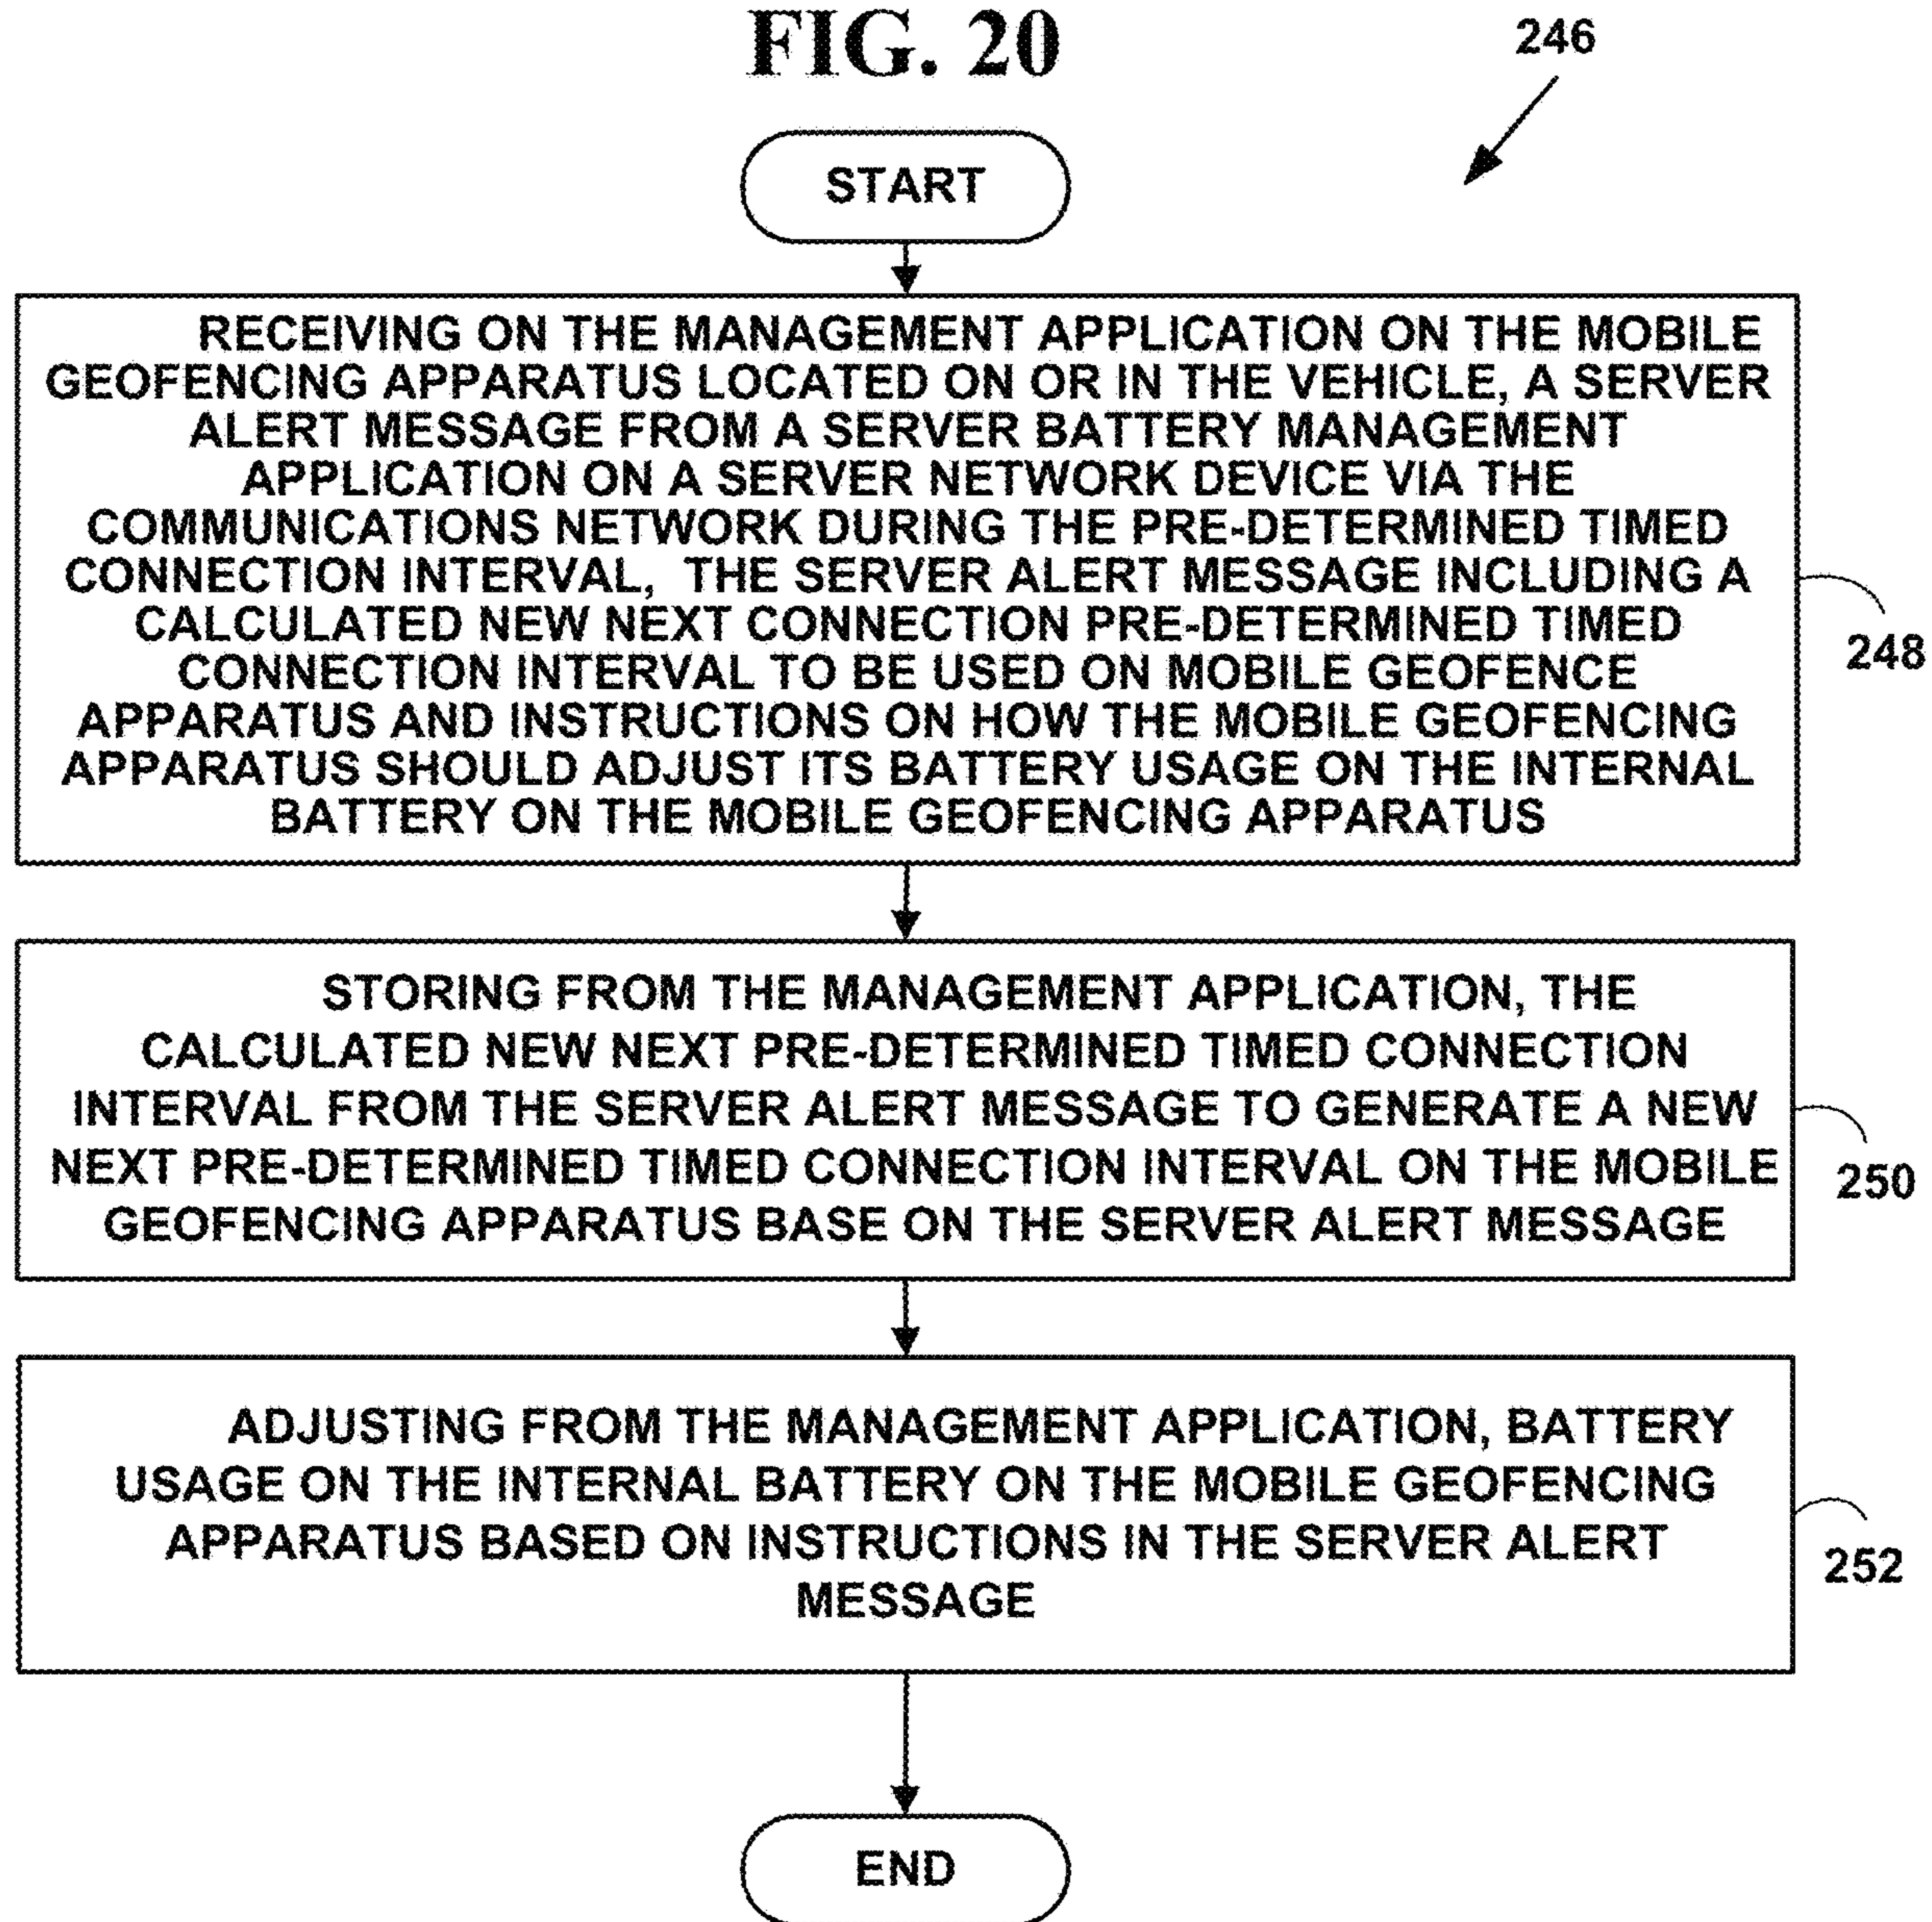 FIG. 20
246
START
RECEIVING ON THE MANAGEMENT APPLICATION ON THE MOBILE
GEOFENCING APPARATUS LOCATED ON OR IN THE VEHICLE, A SERVER
ALERT MESSAGE FROM A SERVER BATTERY MANAGEMENT
APPLICATION ON A SERVER NETWORK DEVICE VIA THE
COMMUNICATIONS NETWORK DURING THE PRE-DETERMINED TIMED
CONNECTION INTERVAL, THE SERVER ALERT MESSAGE INCLUDING A
CALCULATED NEW NEXT CONNECTION PRE-DETERMINED TIMED
CONNECTION INTERVAL TO BE USED ON MOBILE GEOFENCE
APPARATUS AND INSTRUCTIONS ON HOW THE MOBILE GEOFENCING
APPARATUS SHOULD ADJUST ITS BATTERY USAGE ON THE INTERNAL
BATTERY ON THE MOBILE GEOFENCING APPARATUS
248
STORING FROM THE MANAGEMENT APPLICATION, THE
CALCULATED NEW NEXT PRE-DETERMINED TIMED CONNECTION
INTERVAL FROM THE SERVER ALERT MESSAGE TO GENERATE A NEW
NEXT PRE-DETERMINED TIMED CONNECTION INTERVAL ON THE MOBILE
GEOFENCING APPARATUS BASE ON THE SERVER ALERT MESSAGE
250
ADJUSTING FROM THE MANAGEMENT APPLICATION, BATTERY
USAGE ON THE INTERNAL BATTERY ON THE MOBILE GEOFENCING
APPARATUS BASED ON INSTRUCTIONS IN THE SERVER ALERT
MESSAGE
252
END